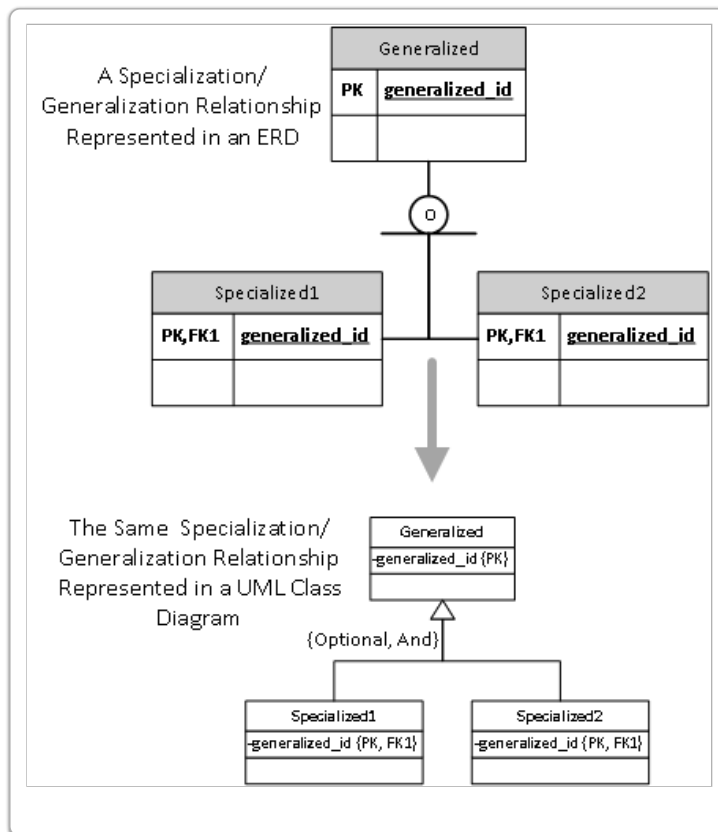 Generalized
A Specialization/
Generalization Relationship
Represented in an ERD
PK generalized_id
O
Specialized1
PK,FK1 generalized_id
Specialized2
PK,FK1 generalized_id
The Same Specialization/
Generalization Relationship
Represented in a UML Class
Diagram
Generalized
-generalized_id {PK}
{Optional, And}
Specialized1
-generalized_id {PK, FK1}
Specialized2
-generalized_id {PK, FK1}